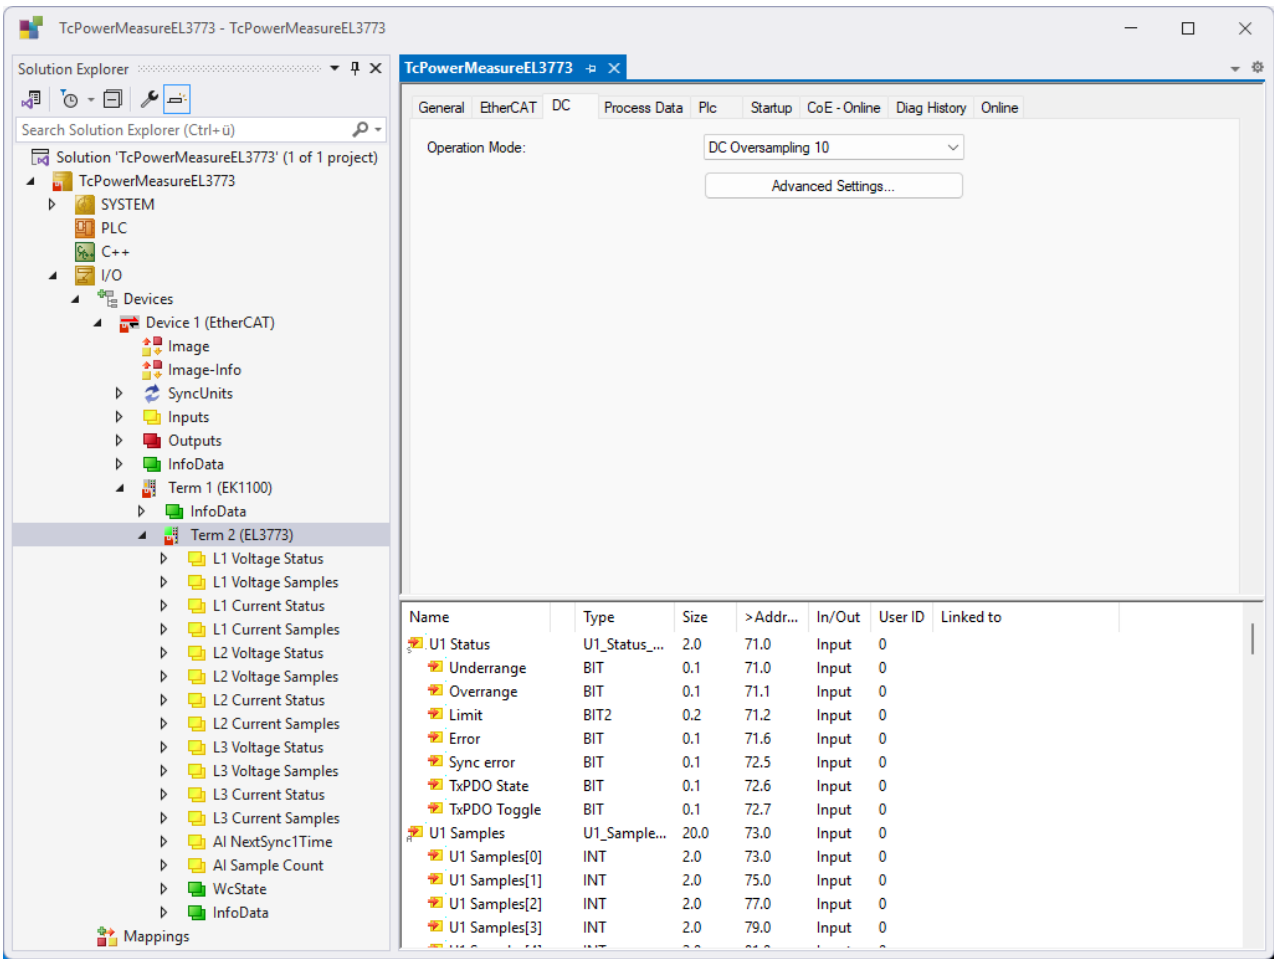 TcPowerMeasureEL3773 - TcPowerMeasureEL3773
Solution Explorer
Search Solution Explorer (Ctrl+ü)
Solution 'TcPowerMeasureEL3773' (1 of 1 project)
TcPowerMeasureEL3773
SYSTEM
PLC
C++
I/O
Devices
Device 1 (EtherCAT)
Image
Image-Info
SyncUnits
Inputs
Outputs
InfoData
Term 1 (EK1100)
InfoData
Term 2 (EL3773)
L1 Voltage Status
L1 Voltage Samples
L1 Current Status
L1 Current Samples
L2 Voltage Status
L2 Voltage Samples
L2 Current Status
L2 Current Samples
L3 Voltage Status
L3 Voltage Samples
L3 Current Status
L3 Current Samples
AI NextSync1Time
AI Sample Count
WcState
InfoData
Mappings
TcPowerMeasureEL3773
General EtherCAT DC Process Data Plc Startup CoE - Online Diag History Online
Operation Mode: DC Oversampling 10
Advanced Settings...
Name Type Size >Addr... In/Out User ID Linked to
U1 Status U1_Status_... 2.0 71.0 Input 0
Underrange BIT 0.1 71.0 Input 0
Overrange BIT 0.1 71.1 Input 0
Limit BIT2 0.2 71.2 Input 0
Error BIT 0.1 71.6 Input 0
Sync error BIT 0.1 72.5 Input 0
TxPDO State BIT 0.1 72.6 Input 0
TxPDO Toggle BIT 0.1 72.7 Input 0
U1 Samples U1_Sample... 20.0 73.0 Input 0
U1 Samples[0] INT 2.0 73.0 Input 0
U1 Samples[1] INT 2.0 75.0 Input 0
U1 Samples[2] INT 2.0 77.0 Input 0
U1 Samples[3] INT 2.0 79.0 Input 0